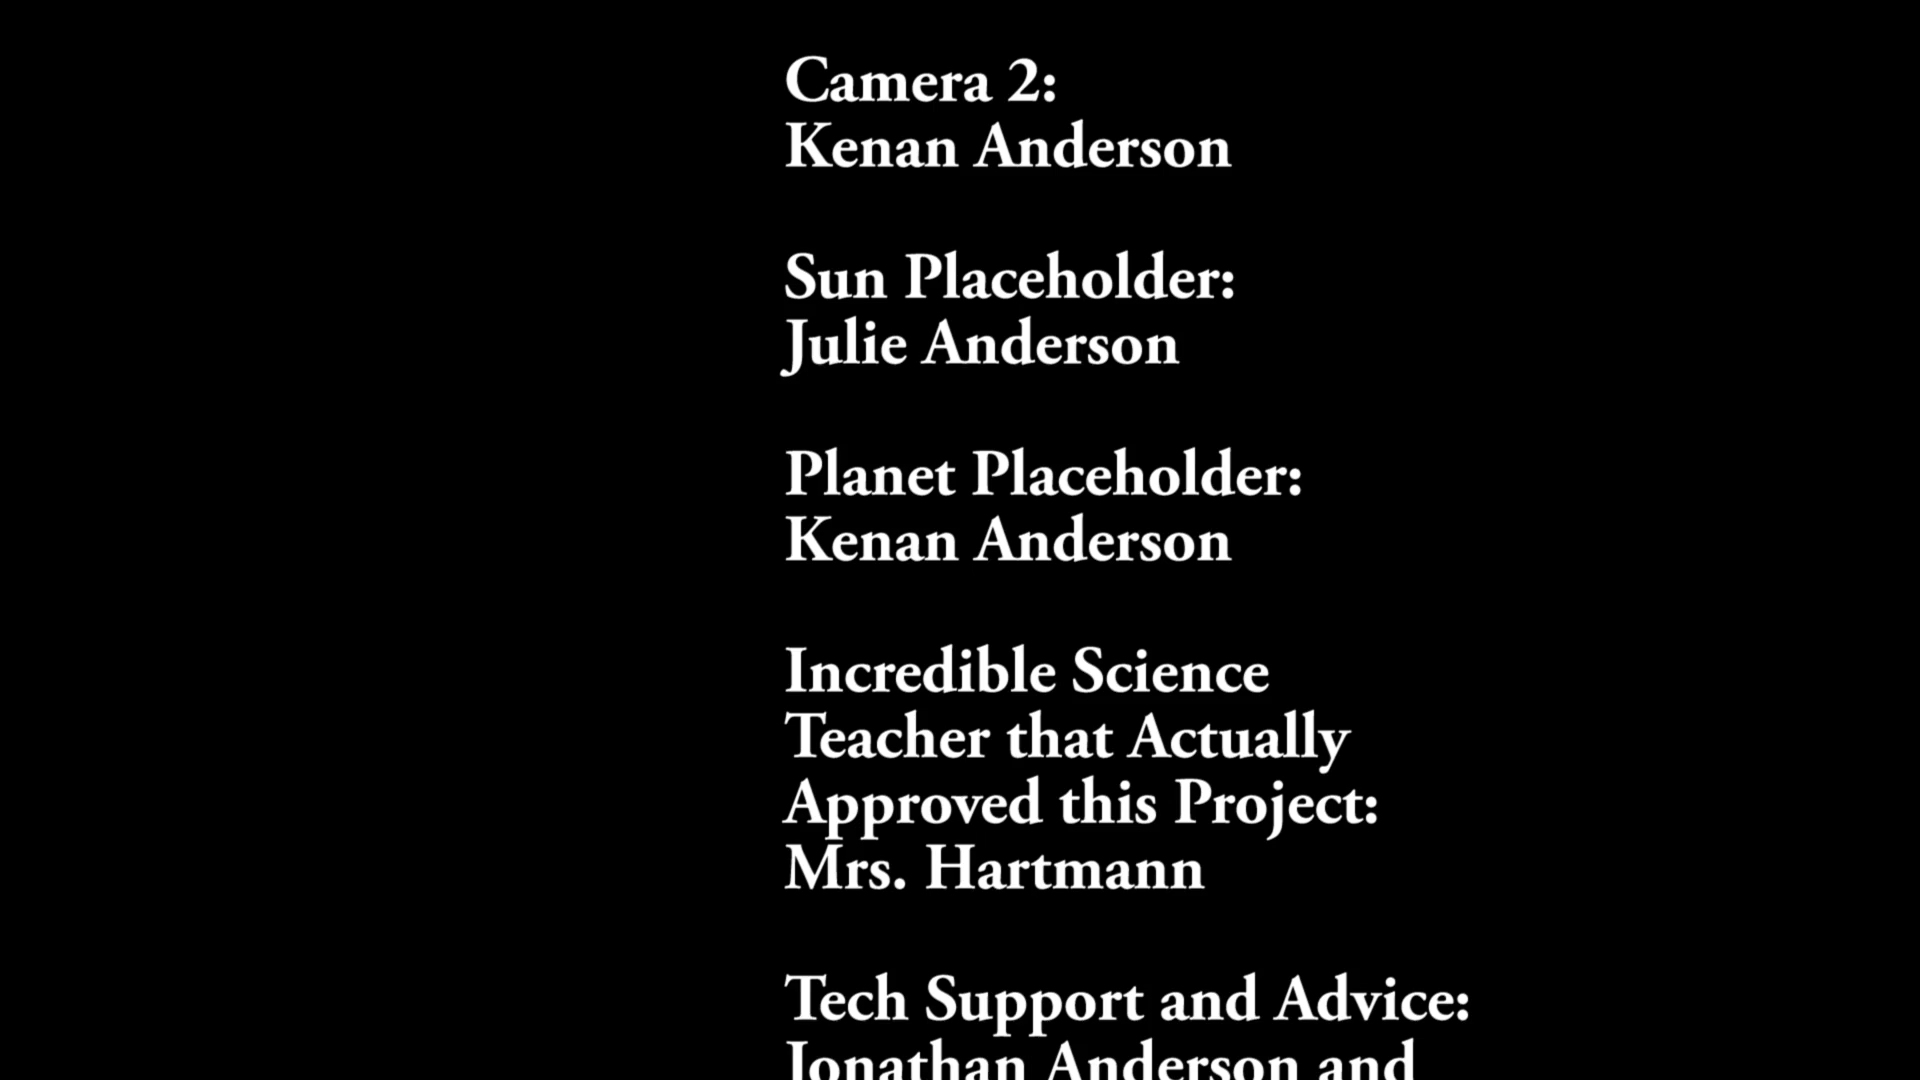 Camera 2:
Kenan Anderson
Sun Placeholder:
Julie Anderson
Planet Placeholder:
Kenan Anderson
Incredible Science
Teacher that Actually
Approved this Project:
Mrs. Hartmann
Tech Support and Advice:
Jonathan Anderson and